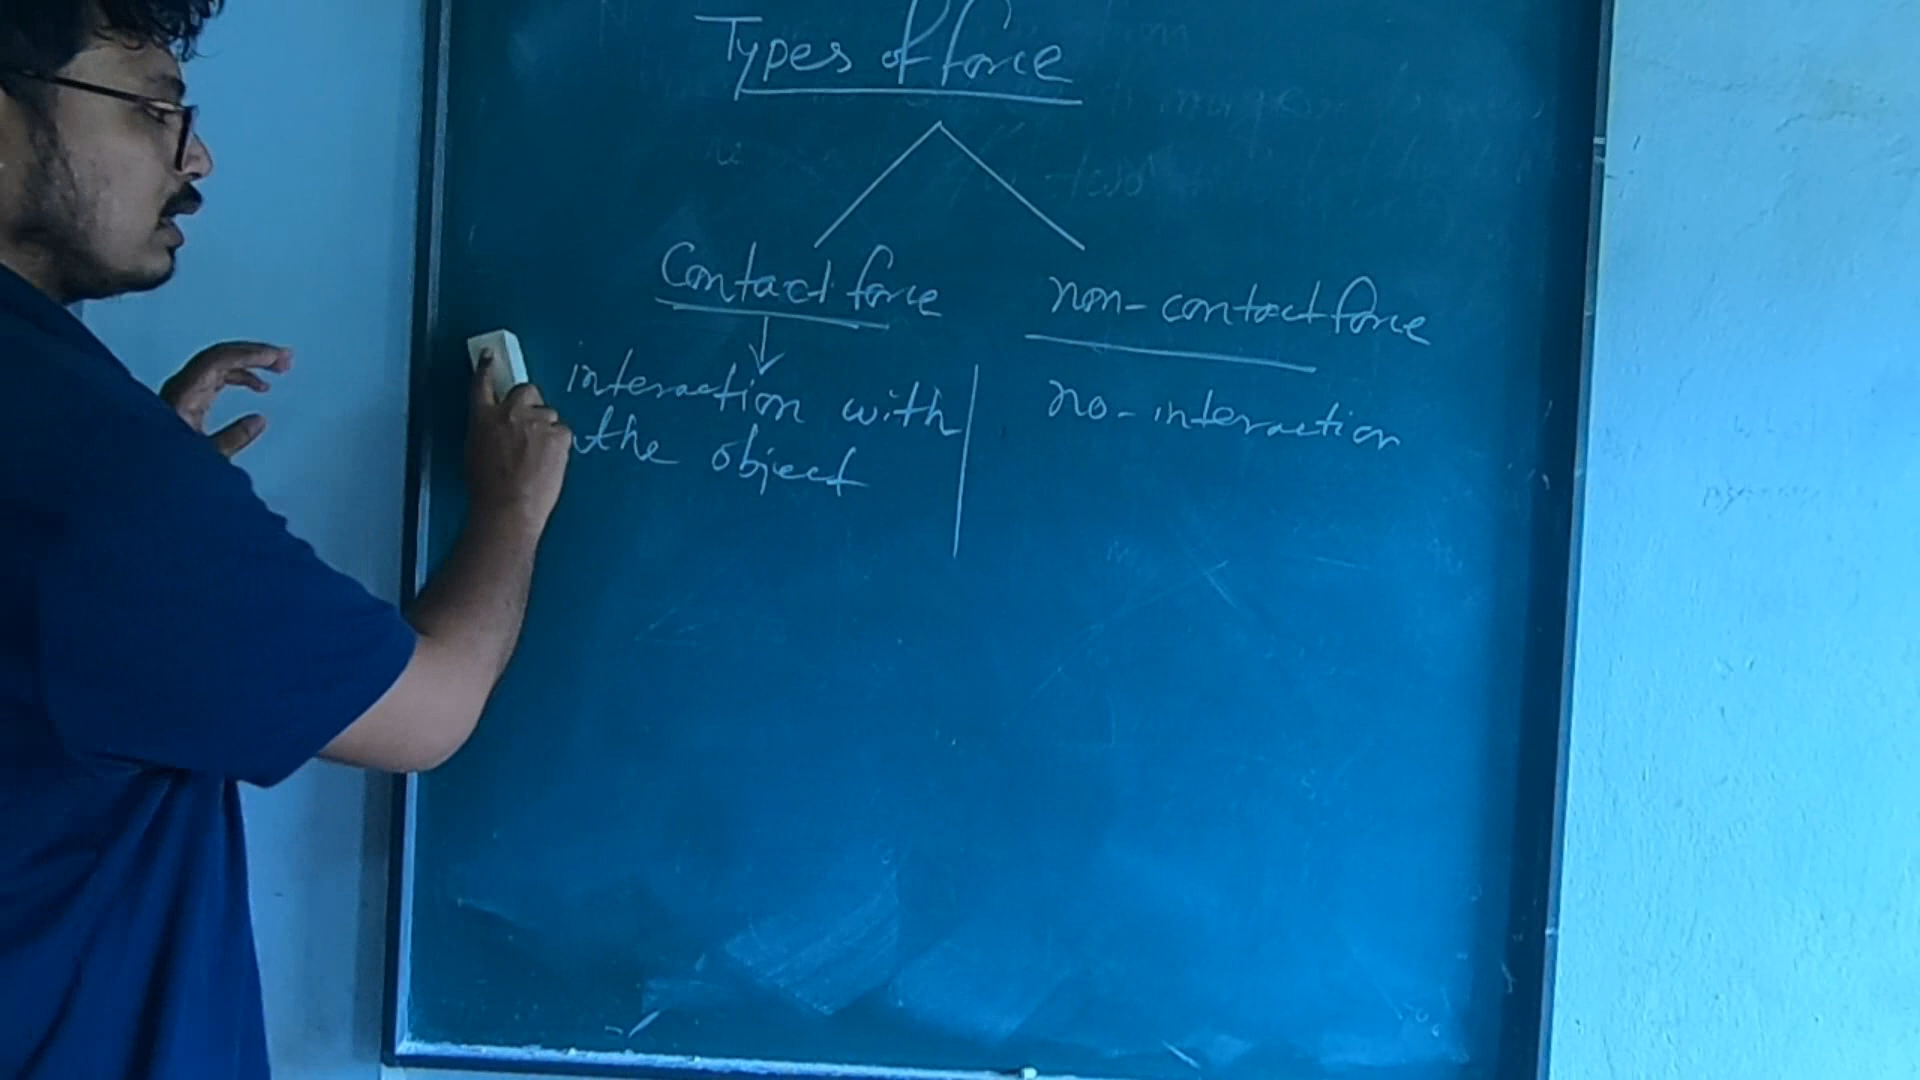 Types of force
Contact force
non-contact force
interaction with
the object
no-interaction